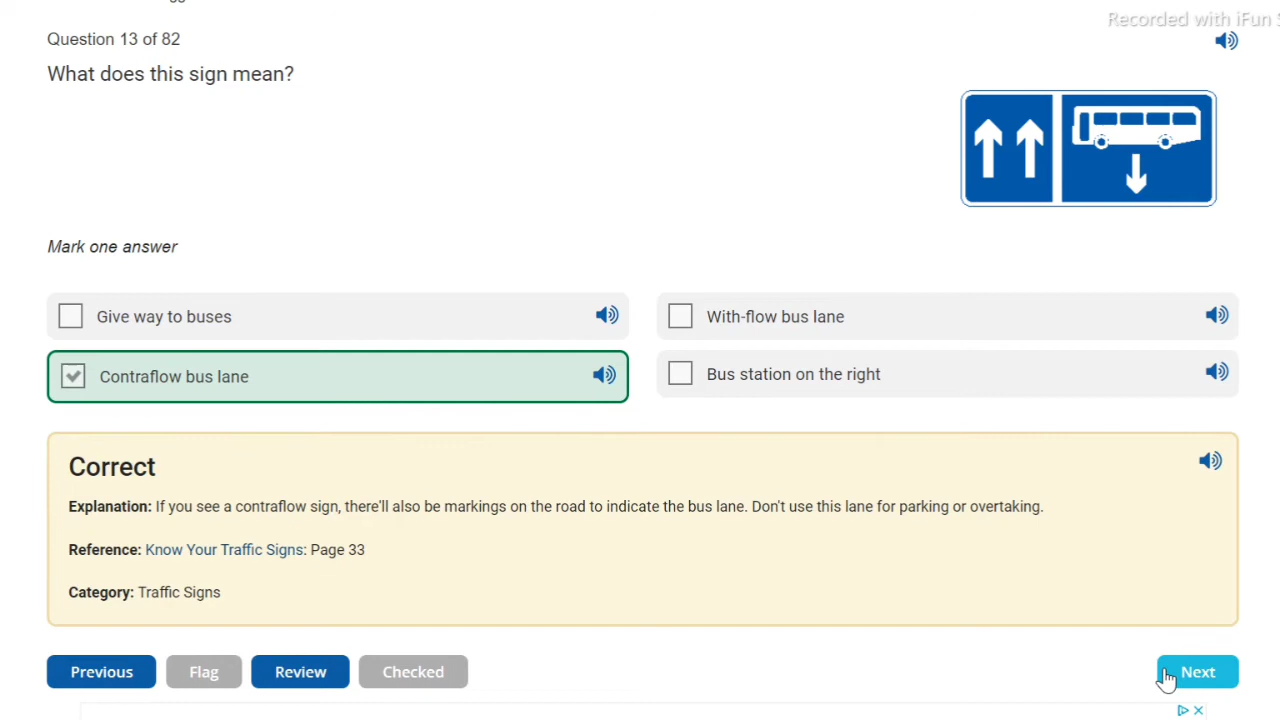 Recorded with iFun
Question 13 of 82
What does this sign mean?
Mark one answer
Give way to buses
With-flow bus lane
Contraflow bus lane
Bus station on the right
Correct
Explanation: If you see a contraflow sign, there'll also be markings on the road to indicate the bus lane. Don't use this lane for parking or overtaking.
Reference: Know Your Traffic Signs: Page 33
Category: Traffic Signs
Previous
Flag
Review
Checked
Next